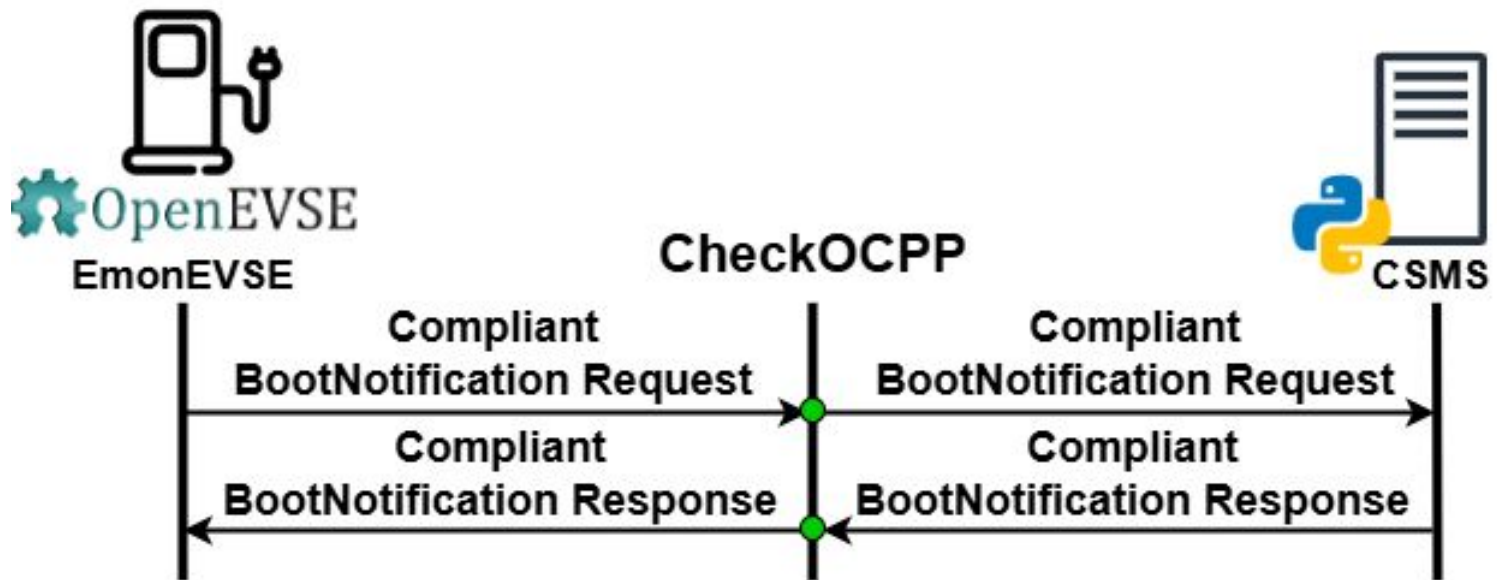 OpenEVSE
EmonEVSE
CheckOCPP
CSMS
Compliant
BootNotification Request
Compliant
BootNotification Request
Compliant
BootNotification Response
Compliant
BootNotification Response